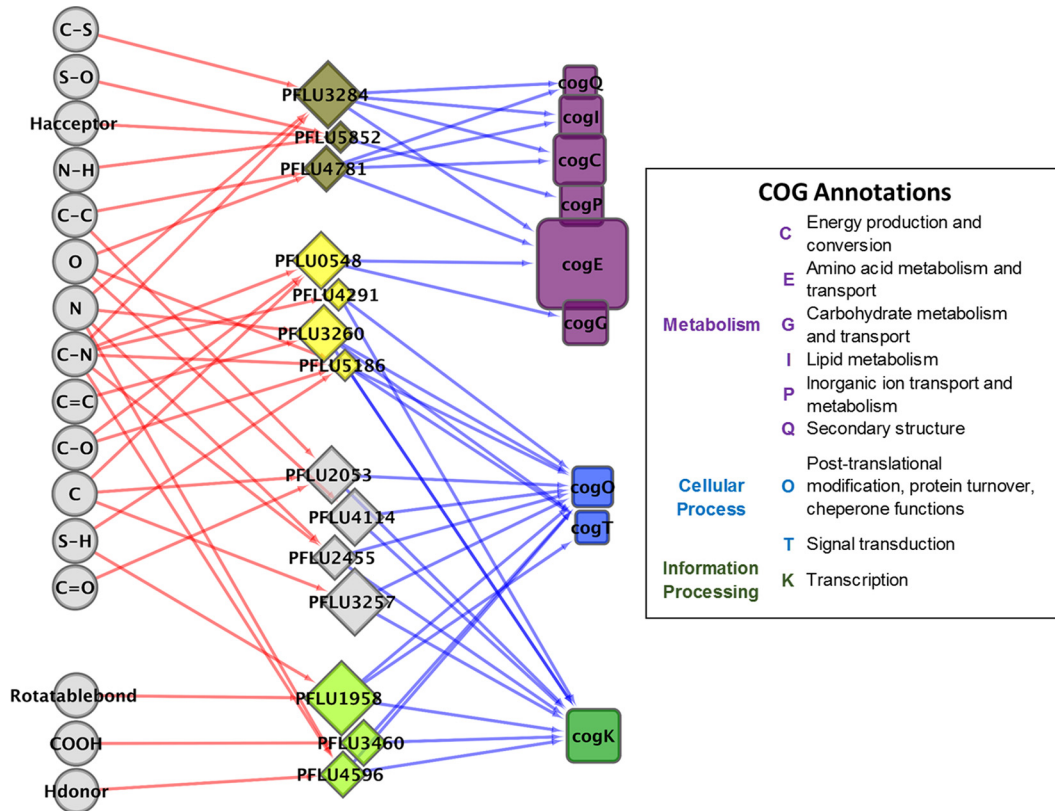 C-S
S-O
Hacceptor
N-H
C-C
O
N
C-N
C=C
C-O
C
S-H
C=O
Rotatablebond
COOH
Hdonor
PFLU3284
PFLU5852
PFLU4781
PFLU0548
PFLU4291
PFLU3260
PFLU5186
PFLU2053
PFLU4114
PFLU2455
PFLU3257
PFLU1958
PFLU3460
PFLU4596
cogQ
cogI
cogC
cogP
cogE
cogG
cogO
cogT
cogK
COG Annotations
Metabolism
C Energy production and
conversion
E Amino acid metabolism and
transport
G Carbohydrate metabolism
and transport
I Lipid metabolism
P Inorganic ion transport and
metabolism
Q Secondary structure
Cellular
Process
O Post-translational
modification, protein turnover,
cheperone functions
T Signal transduction
Information
Processing
K Transcription